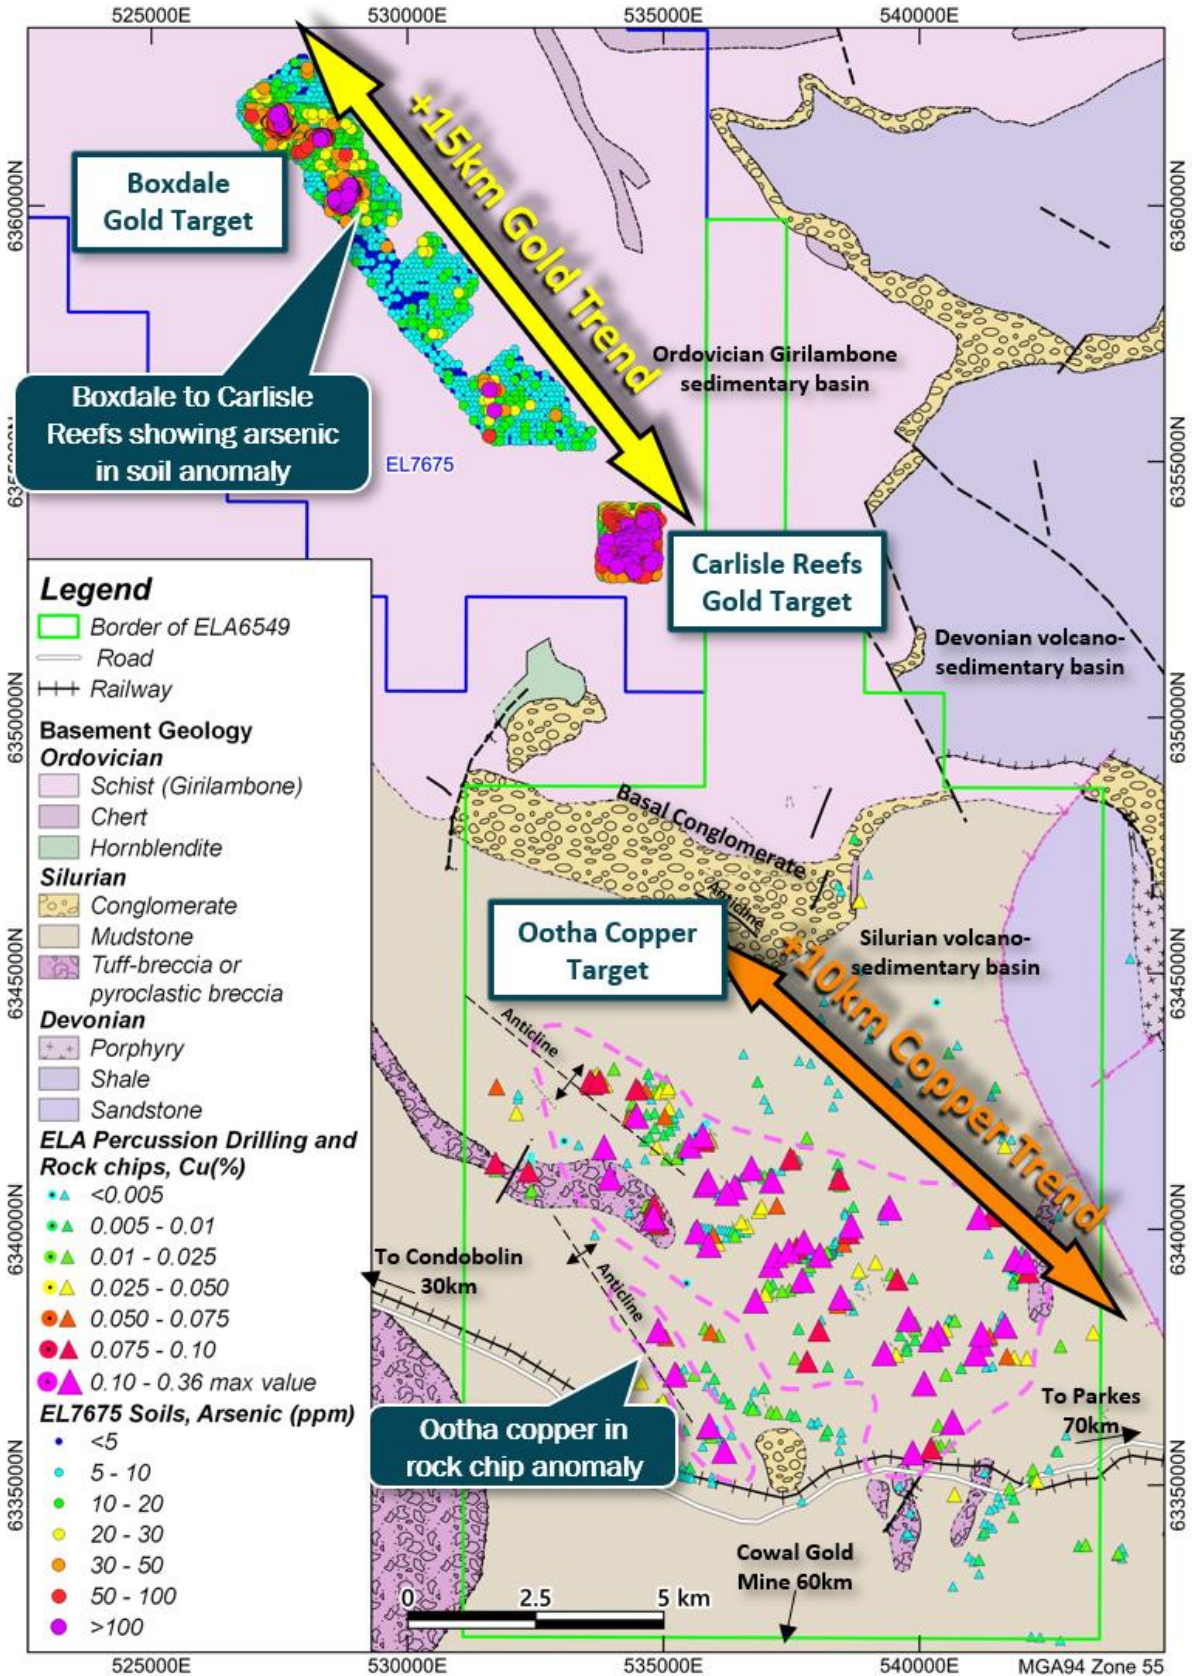 525000E
530000E
535000E
540000E
6360000N
6360000N
6355000N
6350000N
6350000N
6345000N
6345000N
6340000N
6340000N
6335000N
6335000N
+15km Gold Trend
Boxdale
Gold Target
Ordovician Girilambone
sedimentary basin
Boxdale to Carlisle
Reefs showing arsenic
in soil anomaly
EL7675
Carlisle Reefs
Gold Target
Devonian volcano-
sedimentary basin
Basal Conglomerate
Anticline
Ootha Copper
Target
Silurian volcano-
sedimentary basin
+10km Copper Trend
Anticline
To Condobolin
30km
Anticline
Ootha copper in
rock chip anomaly
To Parkes
70km
Cowal Gold
Mine 60km
0 2.5 5 km
Legend
Border of ELA6549
Road
Railway
Basement Geology
Ordovician
Schist (Girilambone)
Chert
Hornblendite
Silurian
Conglomerate
Mudstone
Tuff-breccia or
pyroclastic breccia
Devonian
Porphyry
Shale
Sandstone
ELA Percussion Drilling and
Rock chips, Cu(%)
<0.005
0.005 - 0.01
0.01 - 0.025
0.025 - 0.050
0.050 - 0.075
0.075 - 0.10
0.10 - 0.36 max value
EL7675 Soils, Arsenic (ppm)
<5
5 - 10
10 - 20
20 - 30
30 - 50
50 - 100
>100
525000E
530000E
535000E
540000E
MGA94 Zone 55